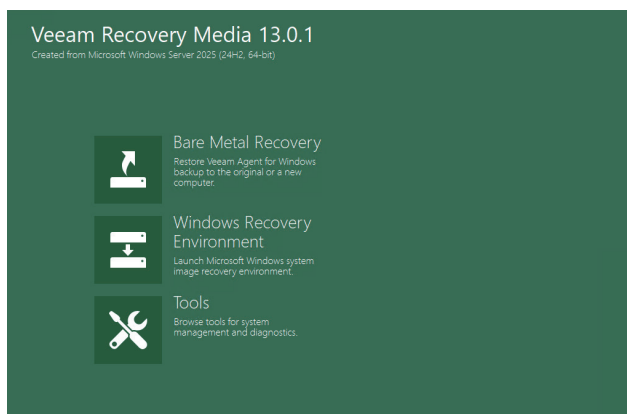 Veeam Recovery Media 13.0.1
Created from Microsoft Windows Server 2025 (24H2, 64-bit)
Bare Metal Recovery
Restore Veeam Agent for Windows
backup to the original or a new
computer.
Windows Recovery
Environment
Launch Microsoft Windows system
image recovery environment.
Tools
Browse tools for system
management and diagnostics.